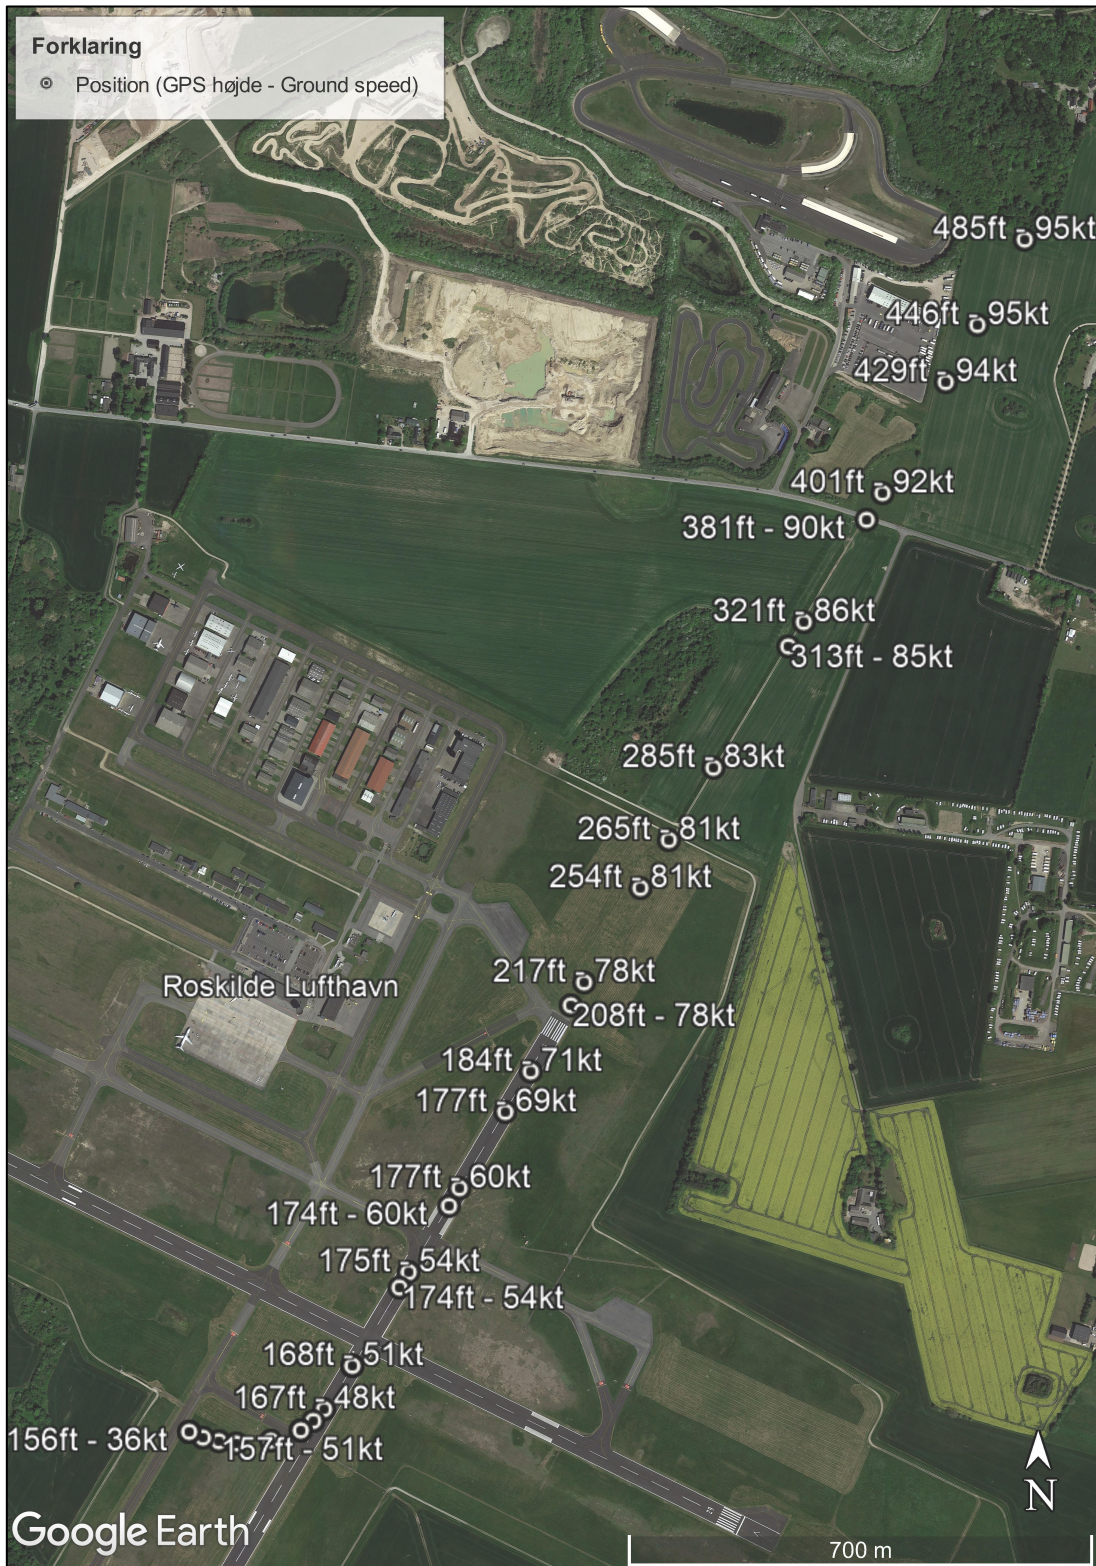 Forklaring
Position (GPS højde - Ground speed)
485ft - 95kt
446ft - 95kt
429ft - 94kt
401ft - 92kt
381ft - 90kt
321ft - 86kt
313ft - 85kt
285ft - 83kt
265ft - 81kt
254ft - 81kt
217ft - 78kt
Roskilde Lufthavn
208ft - 78kt
184ft - 71kt
177ft - 69kt
177ft - 60kt
174ft - 60kt
175ft - 54kt
174ft - 54kt
168ft - 51kt
167ft - 48kt
156ft - 36kt
157ft - 51kt
N
Google Earth
700 m